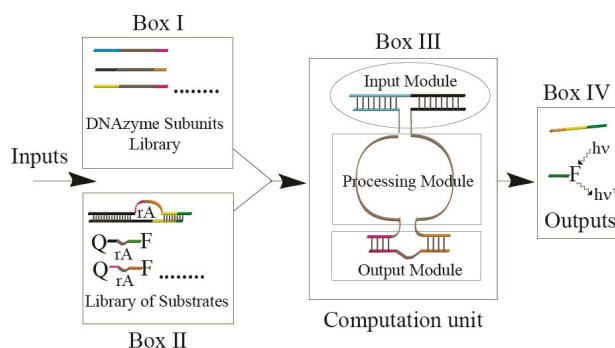 Box I
DNAzyme Subunits
Library
Inputs
rA
Q F
rA
Q F
rA
Library of Substrates
Box II
Box III
Input Module
Processing Module
Output Module
Computation unit
Box IV
hν
F
hν'
Outputs